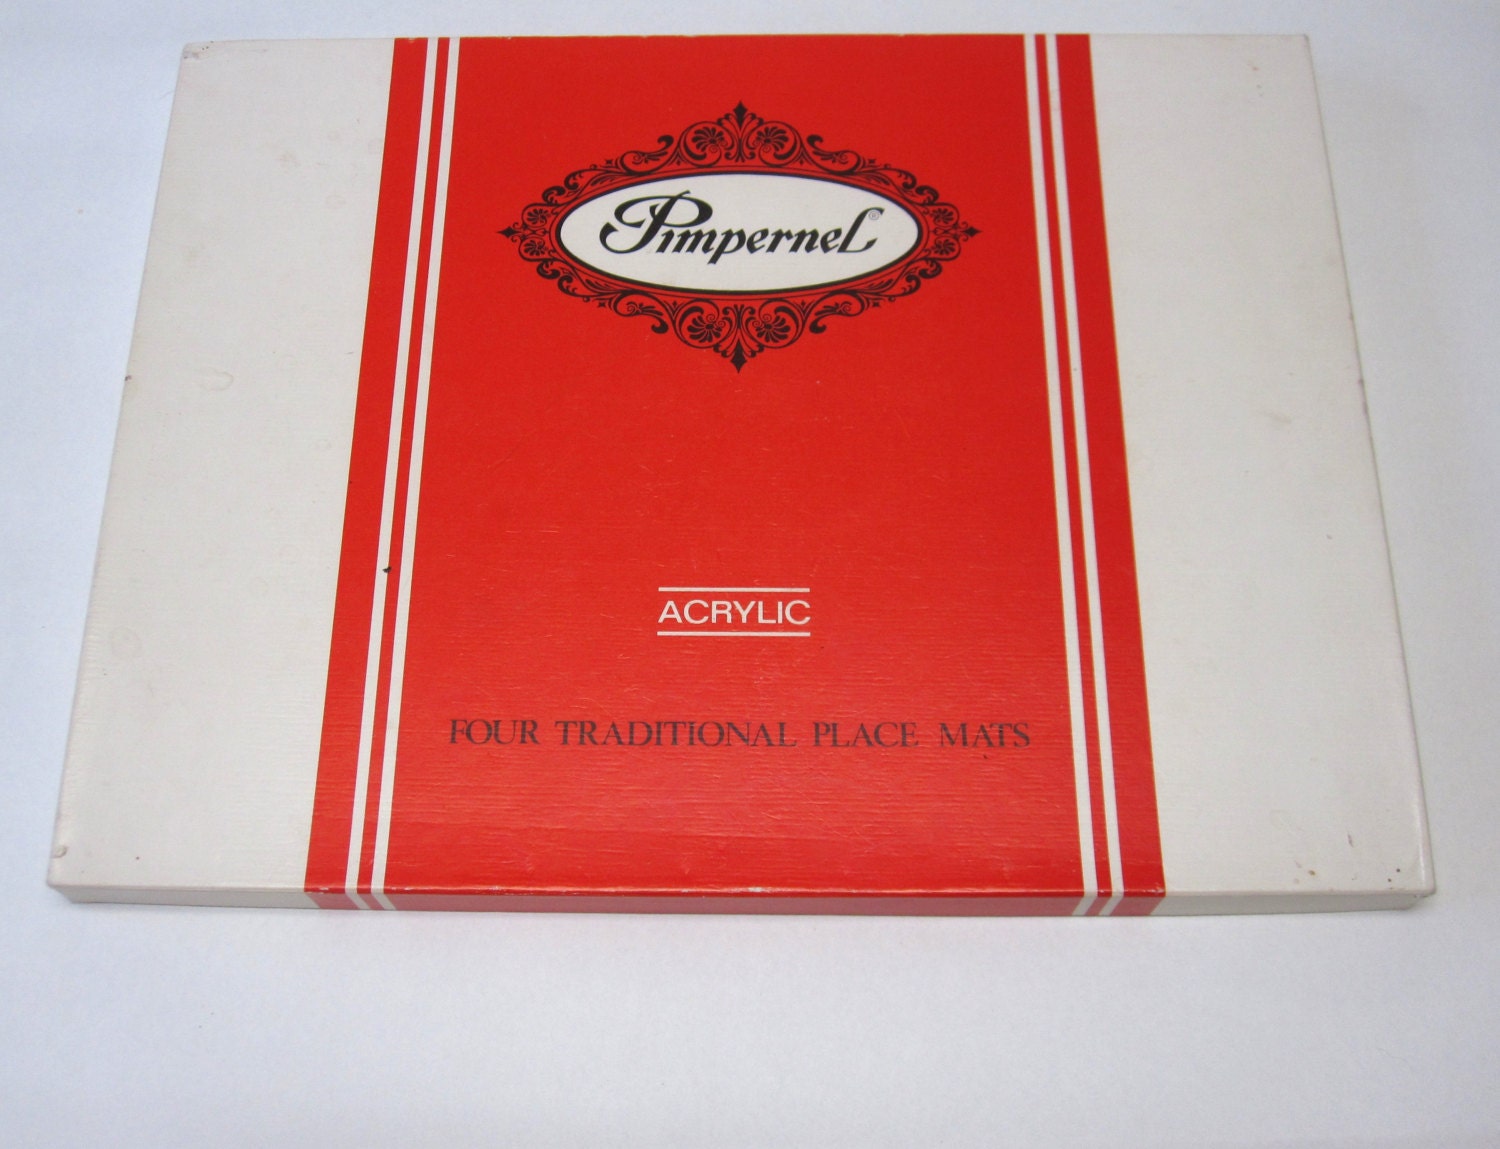 Pimpernel®
ACRYLIC
FOUR TRADITIONAL PLACE MATS